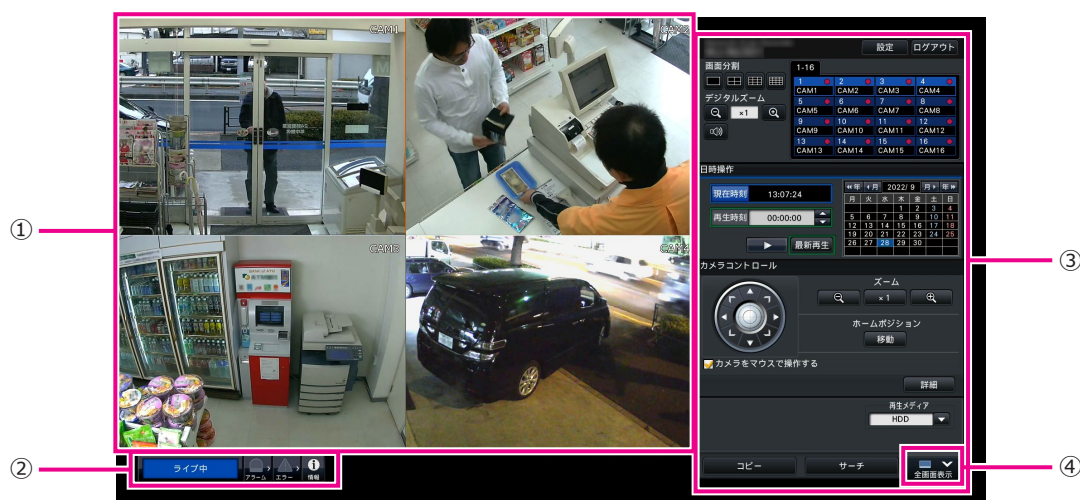 ①
CAM1
CAM2
CAM3
CAM4
②
ライブ中
アラーム
エラー
情報
③
設定 ログアウト
画面分割
1-16
1 2 3 4
CAM1 CAM2 CAM3 CAM4
デジタルズーム
5 6 7 8
CAM5 CAM6 CAM7 CAM8
×1
9 10 11 12
CAM9 CAM10 CAM11 CAM12
13 14 15 16
CAM13 CAM14 CAM15 CAM16
日時操作
現在時刻 13:07:24
再生時刻 00:00:00
最新再生
年 月 2022/ 9 月 年
月 火 水 木 金 土 日
1 2 3 4
5 6 7 8 9 10 11
12 13 14 15 16 17 18
19 20 21 22 23 24 25
26 27 28 29 30
カメラコントロール
ズーム
×1
ホームポジション
移動
カメラをマウスで操作する
詳細
再生メディア
HDD
コピー サーチ
全画面表示
④